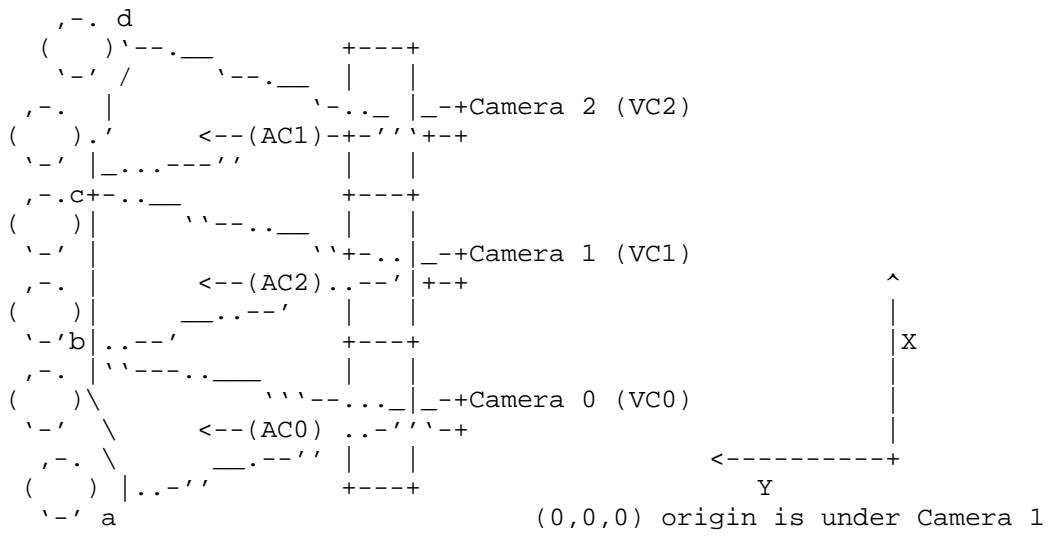 d
Camera 2 (VC2)
<--(AC1)
c
Camera 1 (VC1)
<--(AC2)
b
X
Camera 0 (VC0)
<--(AC0)
Y
a
(0,0,0) origin is under Camera 1